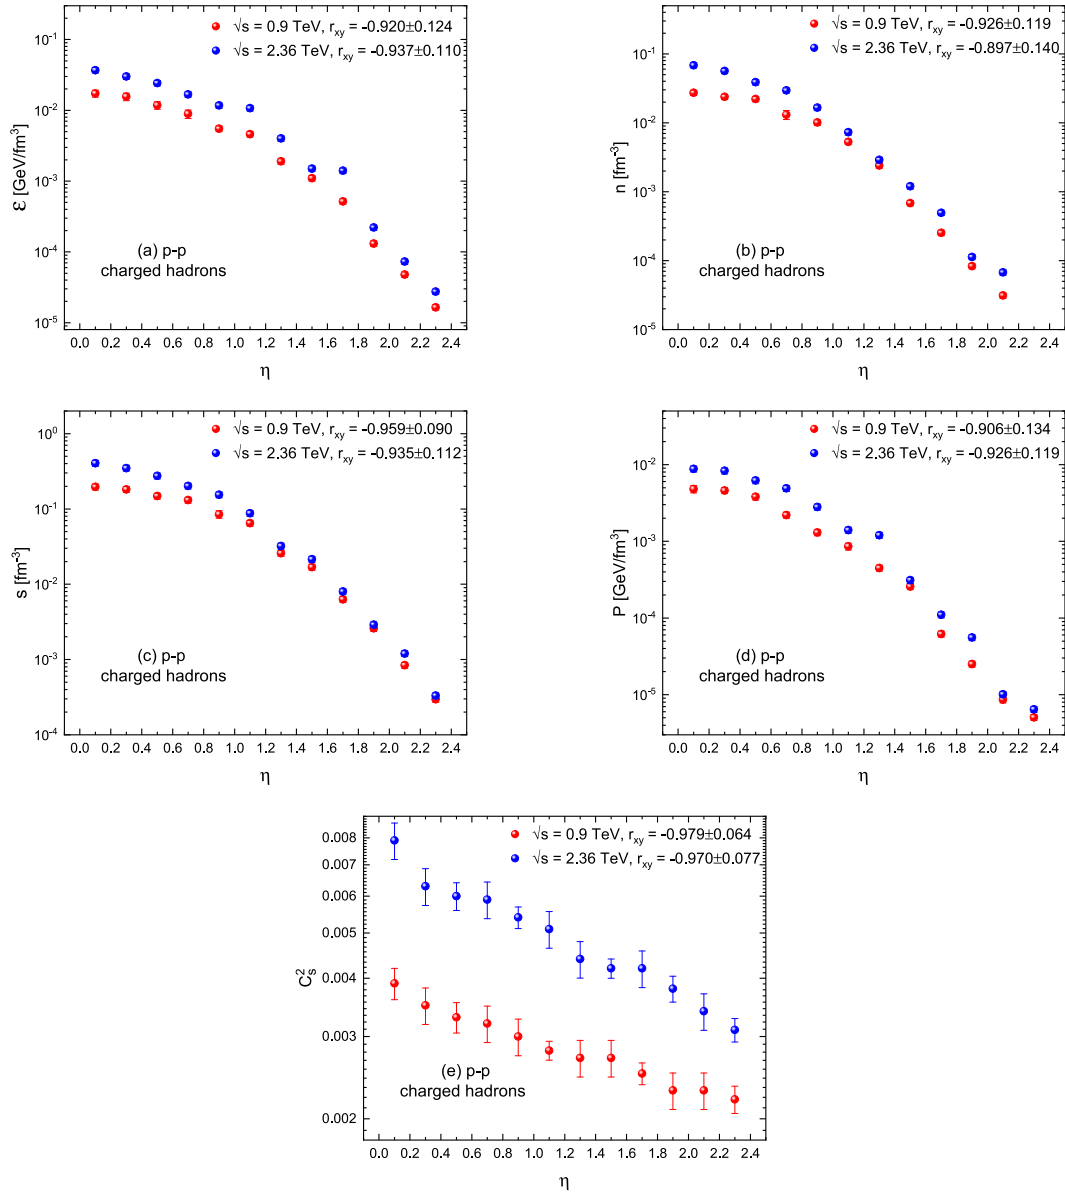 √s = 0.9 TeV, rxy = -0.920±0.124
√s = 2.36 TeV, rxy = -0.937±0.110
10⁻¹
10⁻²
10⁻³
10⁻⁴
10⁻⁵
ε [GeV/fm³]
(a) p-p
charged hadrons
0.0 0.2 0.4 0.6 0.8 1.0 1.2 1.4 1.6 1.8 2.0 2.2 2.4
η
√s = 0.9 TeV, rxy = -0.926±0.119
√s = 2.36 TeV, rxy = -0.897±0.140
10⁻¹
10⁻²
10⁻³
10⁻⁴
10⁻⁵
n [fm⁻³]
(b) p-p
charged hadrons
0.0 0.2 0.4 0.6 0.8 1.0 1.2 1.4 1.6 1.8 2.0 2.2 2.4
η
√s = 0.9 TeV, rxy = -0.959±0.090
√s = 2.36 TeV, rxy = -0.935±0.112
10⁰
10⁻¹
10⁻²
10⁻³
10⁻⁴
s [fm⁻³]
(c) p-p
charged hadrons
0.0 0.2 0.4 0.6 0.8 1.0 1.2 1.4 1.6 1.8 2.0 2.2 2.4
η
√s = 0.9 TeV, rxy = -0.906±0.134
√s = 2.36 TeV, rxy = -0.926±0.119
10⁻²
10⁻³
10⁻⁴
10⁻⁵
P [GeV/fm³]
(d) p-p
charged hadrons
0.0 0.2 0.4 0.6 0.8 1.0 1.2 1.4 1.6 1.8 2.0 2.2 2.4
η
√s = 0.9 TeV, rxy = -0.979±0.064
√s = 2.36 TeV, rxy = -0.970±0.077
0.008
0.007
0.006
0.005
0.004
0.003
0.002
Cs²
(e) p-p
charged hadrons
0.0 0.2 0.4 0.6 0.8 1.0 1.2 1.4 1.6 1.8 2.0 2.2 2.4
η